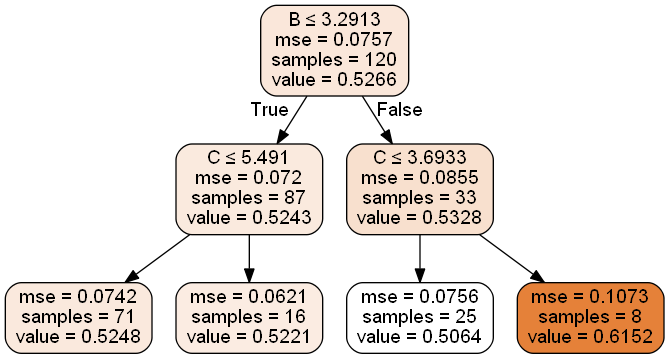 B ≤ 3.2913
mse = 0.0757
samples = 120
value = 0.5266
True
False
C ≤ 5.491
mse = 0.072
samples = 87
value = 0.5243
C ≤ 3.6933
mse = 0.0855
samples = 33
value = 0.5328
mse = 0.0742
samples = 71
value = 0.5248
mse = 0.0621
samples = 16
value = 0.5221
mse = 0.0756
samples = 25
value = 0.5064
mse = 0.1073
samples = 8
value = 0.6152